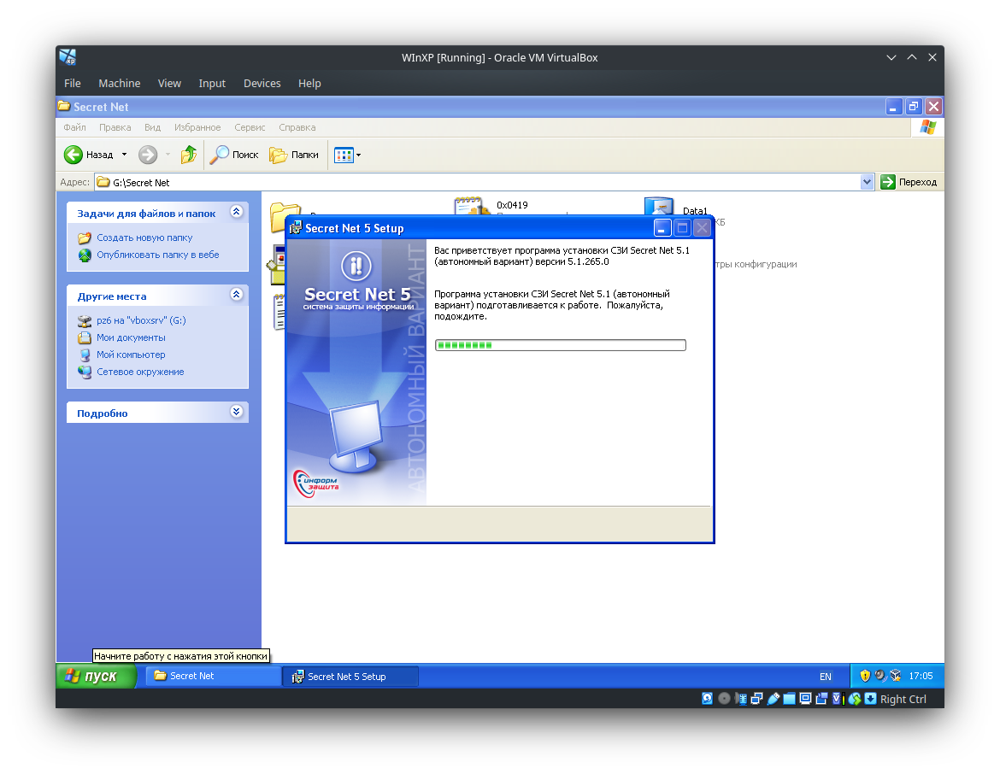 WInXP [Running] - Oracle VM VirtualBox
File Machine View Input Devices Help
Secret Net
Файл Правка Вид Избранное Сервис Справка
Назад Поиск Папки
Адрес: G:\Secret Net Переход
Задачи для файлов и папок
Создать новую папку
Опубликовать папку в вебе
Другие места
pz6 на "vboxsrv" (G:)
Мои документы
Мой компьютер
Сетевое окружение
Подробно
0x0419
Data1
КБ
тры конфигурации
Secret Net 5 Setup
Secret Net 5
система защиты информации
АВТОНОМНЫЙ ВАРИАНТ
информ
защита
Вас приветствует программа установки СЗИ Secret Net 5.1
(автономный вариант) версии 5.1.265.0
Программа установки СЗИ Secret Net 5.1 (автономный
вариант) подготавливается к работе. Пожалуйста,
подождите.
Начните работу с нажатия этой кнопки
пуск Secret Net Secret Net 5 Setup EN 17:05
Right Ctrl